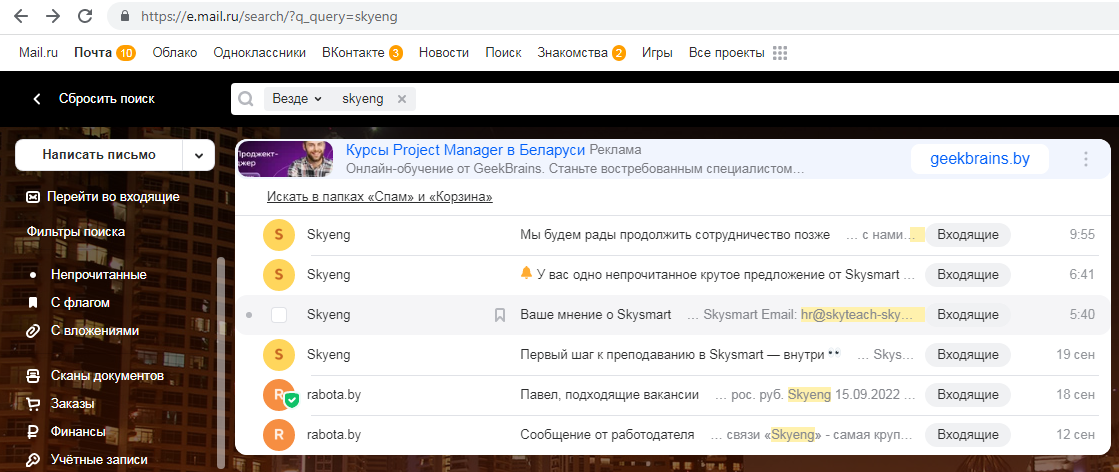 https://e.mail.ru/search/?q_query=skyeng
Mail.ru Почта 10 Облако Одноклассники ВКонтакте 3 Новости Поиск Знакомства 2 Игры Все проекты
Сбросить поиск Везде skyeng
Написать письмо
Перейти во входящие
Фильтры поиска
Непрочитанные
С флагом
С вложениями
Сканы документов
Заказы
Финансы
Учётные записи
Курсы Project Manager в Беларуси Реклама
Онлайн-обучение от GeekBrains. Станьте востребованным специалистом…
geekbrains.by
Искать в папках «Спам» и «Корзина»
S Skyeng Мы будем рады продолжить сотрудничество позже … с нами… Входящие 9:55
S Skyeng У вас одно непрочитанное крутое предложение от Skysmart … Входящие 6:41
Skyeng Ваше мнение о Skysmart … Skysmart Email: hr@skyteach-sky… Входящие 5:40
S Skyeng Первый шаг к преподаванию в Skysmart — внутри 👀 … Skys… Входящие 19 сен
R rabota.by Павел, подходящие вакансии … рос. руб. Skyeng 15.09.2022 … Входящие 18 сен
R rabota.by Сообщение от работодателя … связи «Skyeng» - самая круп… Входящие 12 сен